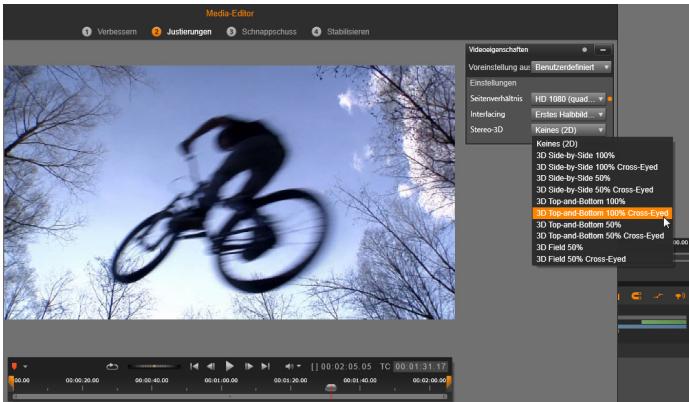 Media-Editor
1 Verbessern 2 Justierungen 3 Schnappschuss 4 Stabilisieren
Videoeigenschaften
Voreinstellung aus Benutzerdefiniert
Einstellungen
Seitenverhältnis HD 1080 (quad...
Interlacing Erstes Halbbild...
Stereo-3D Keines (2D)
Keines (2D)
3D Side-by-Side 100%
3D Side-by-Side 100% Cross-Eyed
3D Side-by-Side 50%
3D Side-by-Side 50% Cross-Eyed
3D Top-and-Bottom 100%
3D Top-and-Bottom 100% Cross-Eyed
3D Top-and-Bottom 50%
3D Top-and-Bottom 50% Cross-Eyed
3D Field 50%
3D Field 50% Cross-Eyed
00.00
[] 00:02:05.05 TC 00:01:31.17
00.00 00:00:20.00 00:00:40.00 00:01:00.00 00:01:20.00 00:01:40.00 00:02:00.00